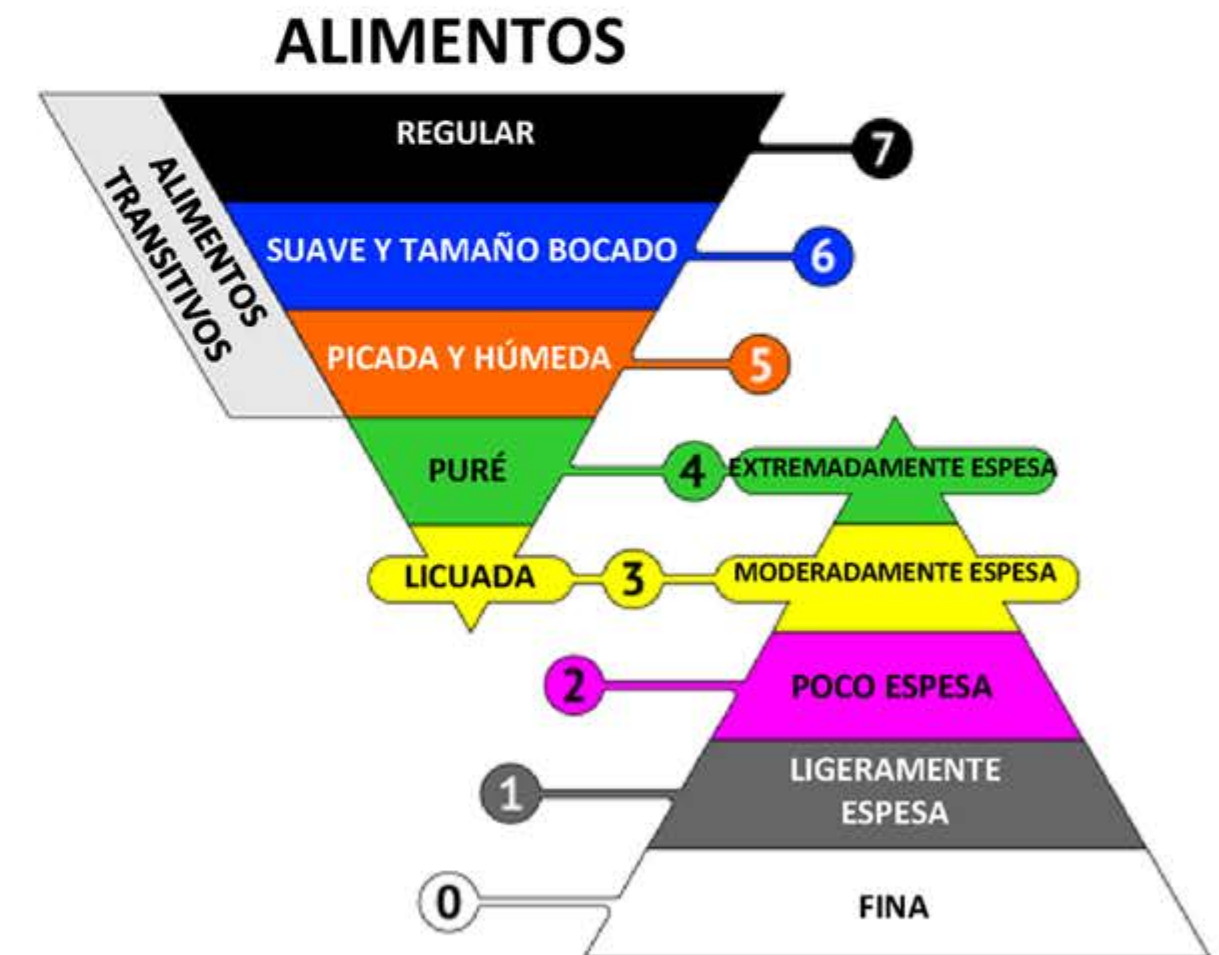 ALIMENTOS
ALIMENTOS
TRANSITIVOS
REGULAR
7
SUAVE Y TAMAÑO BOCADO
6
PICADA Y HÚMEDA
5
PURÉ
4
EXTREMADAMENTE ESPESA
LICUADA
3
MODERADAMENTE ESPESA
2
POCO ESPESA
1
LIGERAMENTE
ESPESA
0
FINA